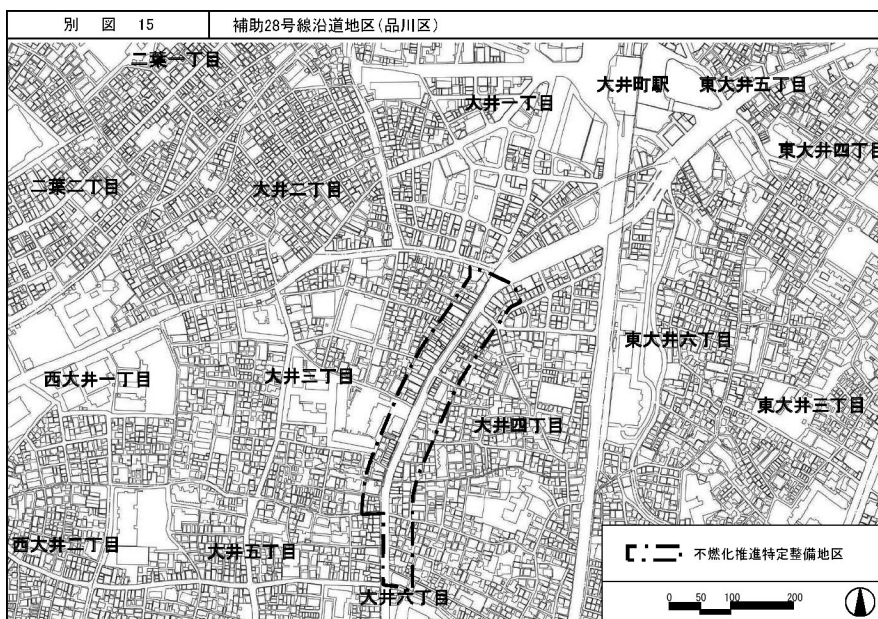 別　図　15
補助28号線沿道地区(品川区)
二葉一丁目
大井一丁目
大井町駅
東大井五丁目
東大井四丁目
二葉二丁目
大井二丁目
東大井六丁目
西大井一丁目
大井三丁目
東大井三丁目
大井四丁目
西大井二丁目
大井五丁目
大井六丁目
不燃化推進特定整備地区
0 50 100 200